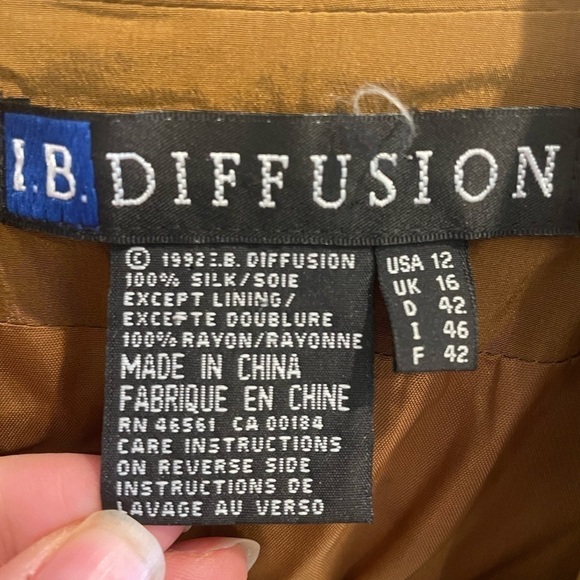 I.B. DIFFUSION
© 1992 I.B. DIFFUSION
100% SILK/SOIE
EXCEPT LINING/
EXCEPTE DOUBLURE
100% RAYON/RAYONNE
MADE IN CHINA
FABRIQUE EN CHINE
RN 46561 CA 00184
CARE INSTRUCTIONS
ON REVERSE SIDE
INSTRUCTIONS DE
LAVAGE AU VERSO
USA 12
UK 16
D 42
I 46
F 42